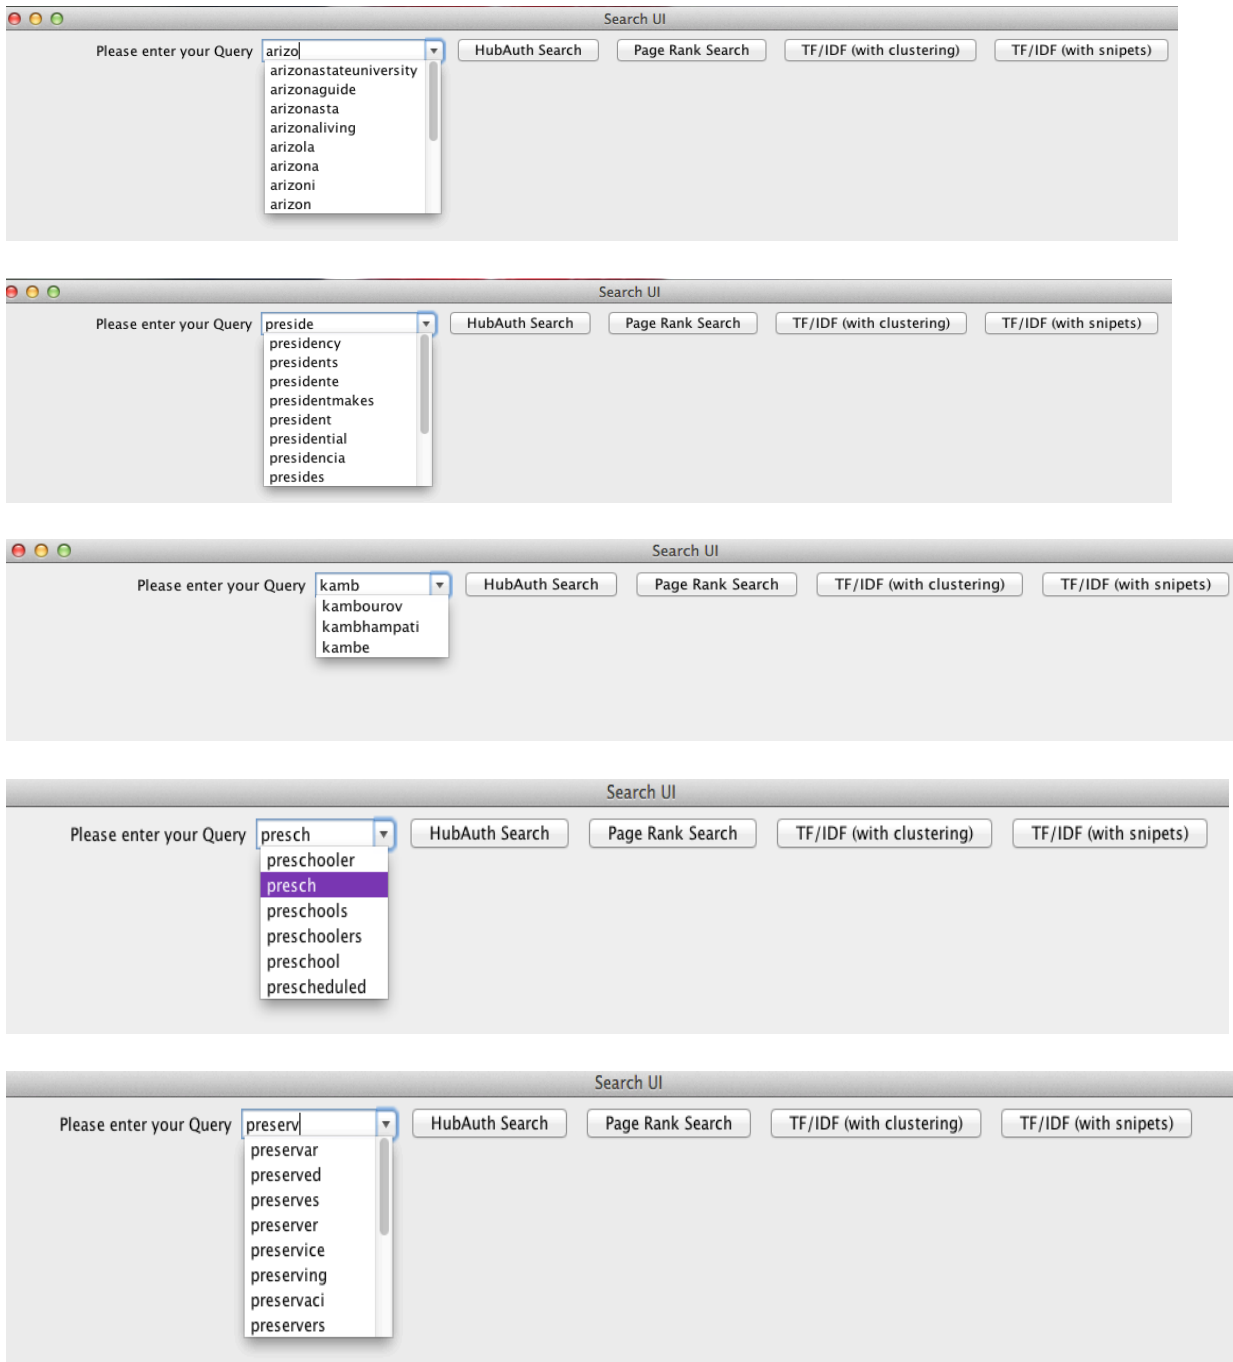 Search UI
Please enter your Query arizo HubAuth Search Page Rank Search TF/IDF (with clustering) TF/IDF (with snipets)
arizonastateuniversity
arizonaguide
arizonasta
arizonaliving
arizola
arizona
arizoni
arizon
Search UI
Please enter your Query preside HubAuth Search Page Rank Search TF/IDF (with clustering) TF/IDF (with snipets)
presidency
presidents
presidente
presidentmakes
president
presidential
presidencia
presides
Search UI
Please enter your Query kamb HubAuth Search Page Rank Search TF/IDF (with clustering) TF/IDF (with snipets)
kambourov
kambhampati
kambe
Search UI
Please enter your Query presch HubAuth Search Page Rank Search TF/IDF (with clustering) TF/IDF (with snipets)
preschooler
presch
preschools
preschoolers
preschool
prescheduled
Search UI
Please enter your Query preserv HubAuth Search Page Rank Search TF/IDF (with clustering) TF/IDF (with snipets)
preservar
preserved
preserves
preserver
preservice
preserving
preservaci
preservers